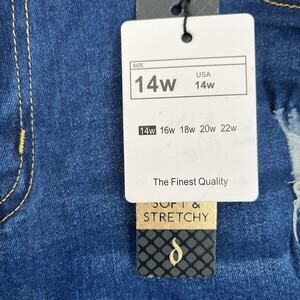 SIZE
14w
USA
14w
14w 16w 18w 20w 22w
The Finest Quality
SOFT &
STRETCHY